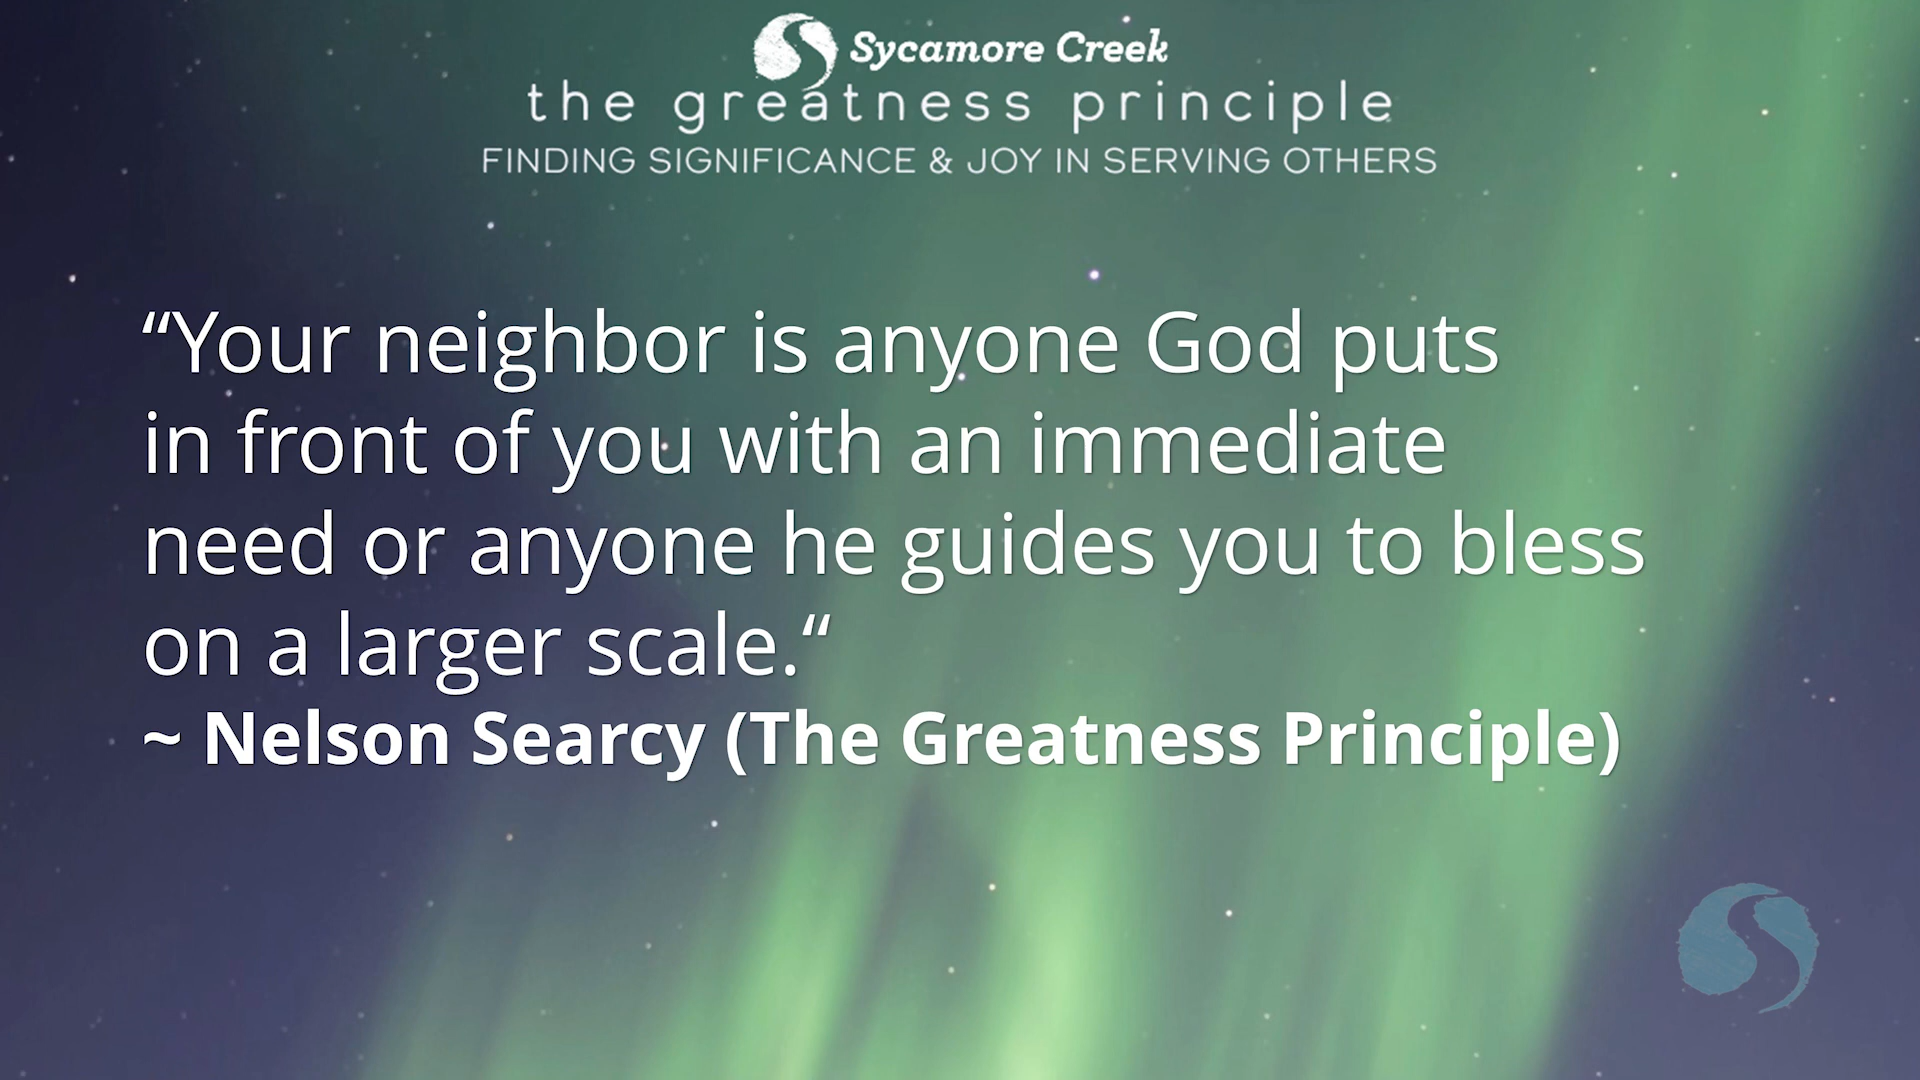 Sycamore Creek
the greatness principle
FINDING SIGNIFICANCE & JOY IN SERVING OTHERS
“Your neighbor is anyone God puts
in front of you with an immediate
need or anyone he guides you to bless
on a larger scale.“
~ Nelson Searcy (The Greatness Principle)